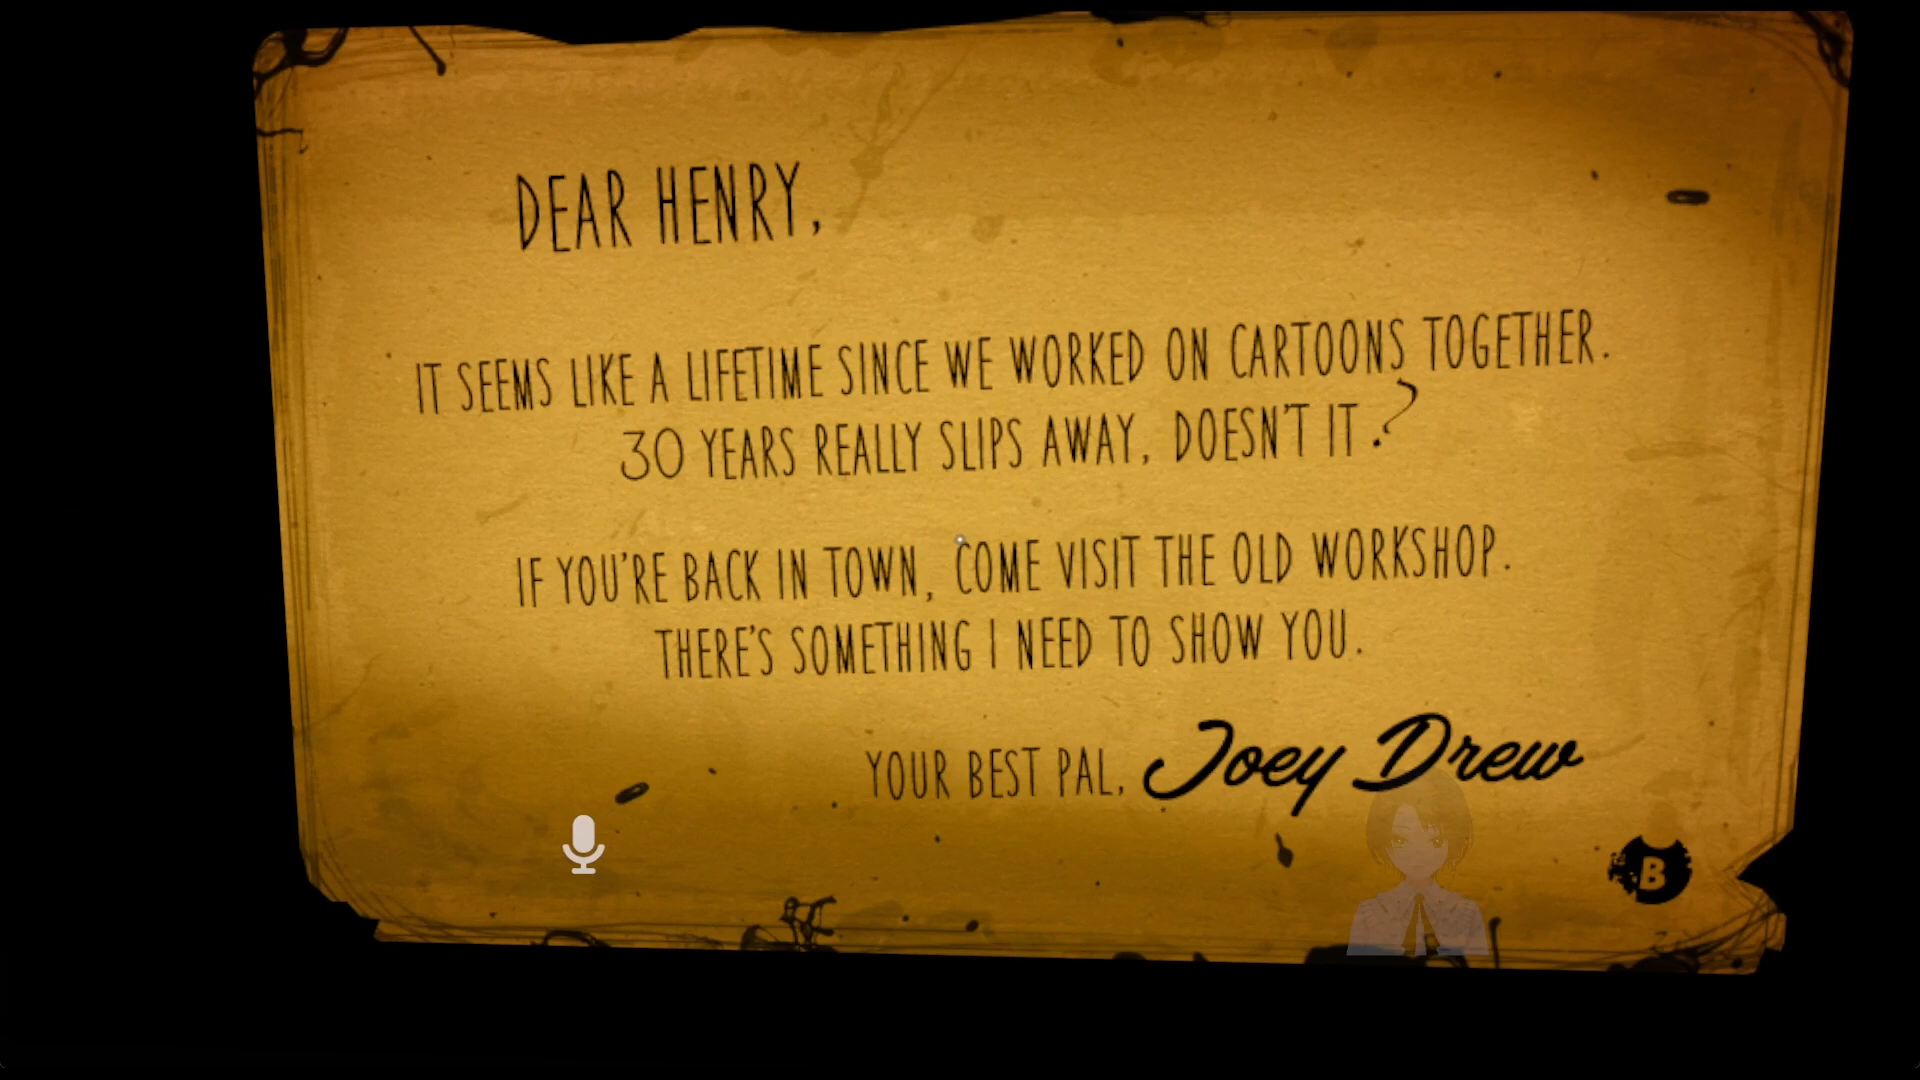 DEAR HENRY,
IT SEEMS LIKE A LIFETIME SINCE WE WORKED ON CARTOONS TOGETHER.
30 YEARS REALLY SLIPS AWAY, DOESN'T IT?
IF YOU'RE BACK IN TOWN, COME VISIT THE OLD WORKSHOP.
THERE'S SOMETHING I NEED TO SHOW YOU.
YOUR BEST PAL, Joey Drew
B